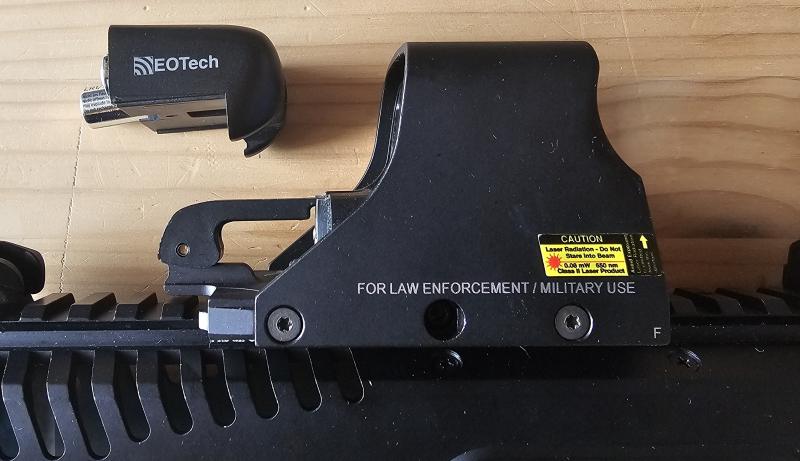 EOTech
CAUTION
Laser Radiation - Do Not
Stare into Beam
0.06 mW 650 nm
Class II Laser Product
FOR LAW ENFORCEMENT / MILITARY USE
F